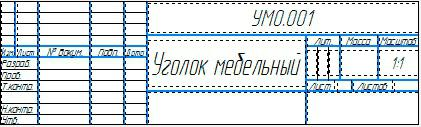 УМО.001
Лит. Масса Масштаб
Изм Лист № докум. Подп. Дата
Разраб.
Проб.
Т.контр.
Уголок мебельный
1:1
Лист Листов
Н.контр.
Утв.